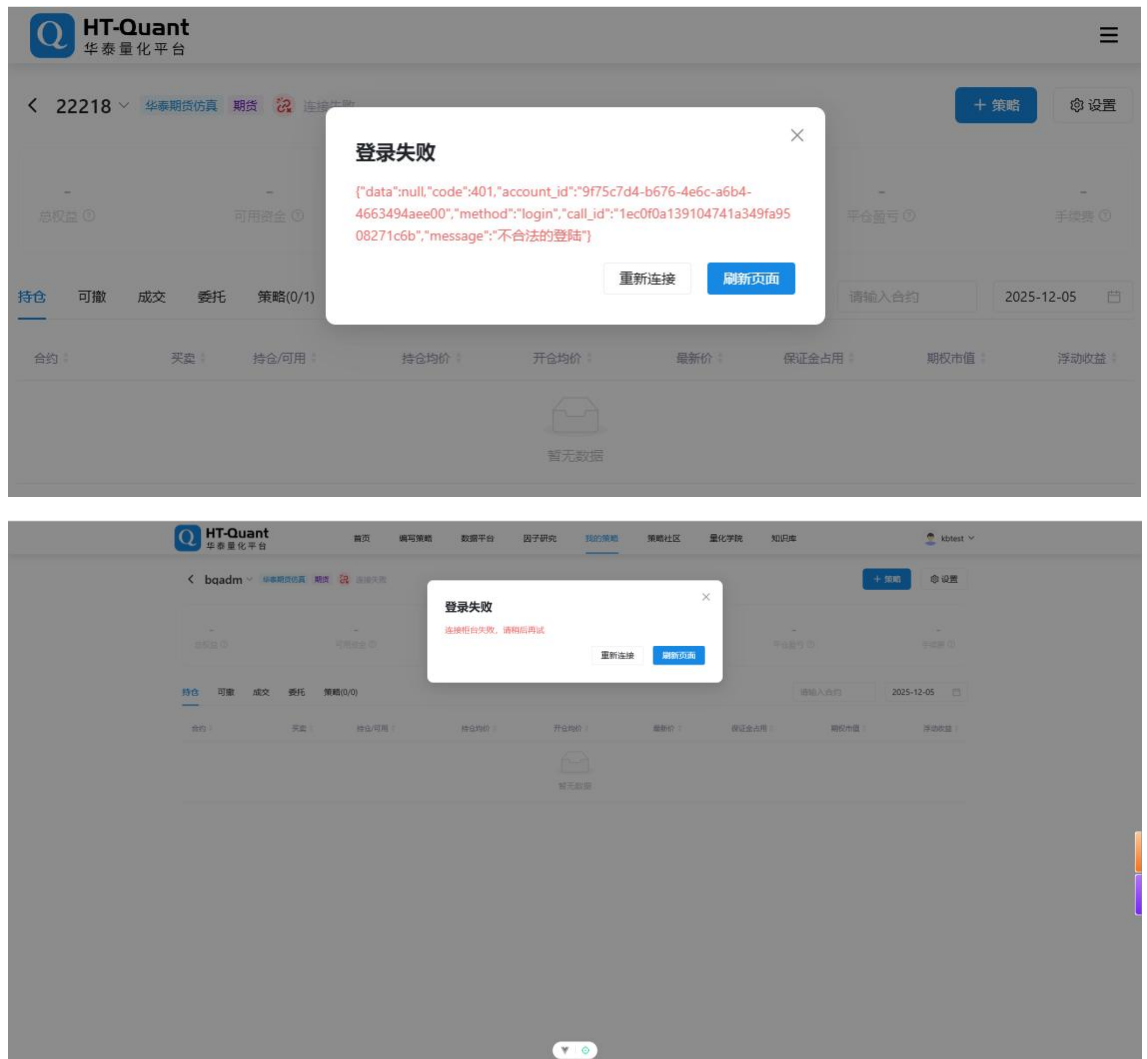 HT-Quant
华泰量化平台
22218 华泰期货仿真 期货 连接失败
+ 策略 设置
登录失败
{"data":null,"code":401,"account_id":"9f75c7d4-b676-4e6c-a6b4-
4663494aee00","method":"login","call_id":"1ec0f0a139104741a349fa95
08271c6b","message":"不合法的登陆"}
重新连接 刷新页面
- - - -
总权益 可用资金 平仓盈亏 手续费
持仓 可撤 成交 委托 策略(0/1) 请输入合约 2025-12-05
合约 买卖 持仓/可用 持仓均价 开仓均价 最新价 保证金占用 期权市值 浮动收益
暂无数据
HT-Quant
华泰量化平台
首页 编写策略 数据平台 因子研究 我的策略 策略社区 量化学院 知识库 kbtest
bqadm 华泰期货仿真 期货 连接失败
+ 策略 设置
登录失败
连接柜台失败，请稍后再试
重新连接 刷新页面
- - - -
总权益 可用资金 平仓盈亏 手续费
持仓 可撤 成交 委托 策略(0/0) 请输入合约 2025-12-05
合约 买卖 持仓/可用 持仓均价 开仓均价 最新价 保证金占用 期权市值 浮动收益
暂无数据